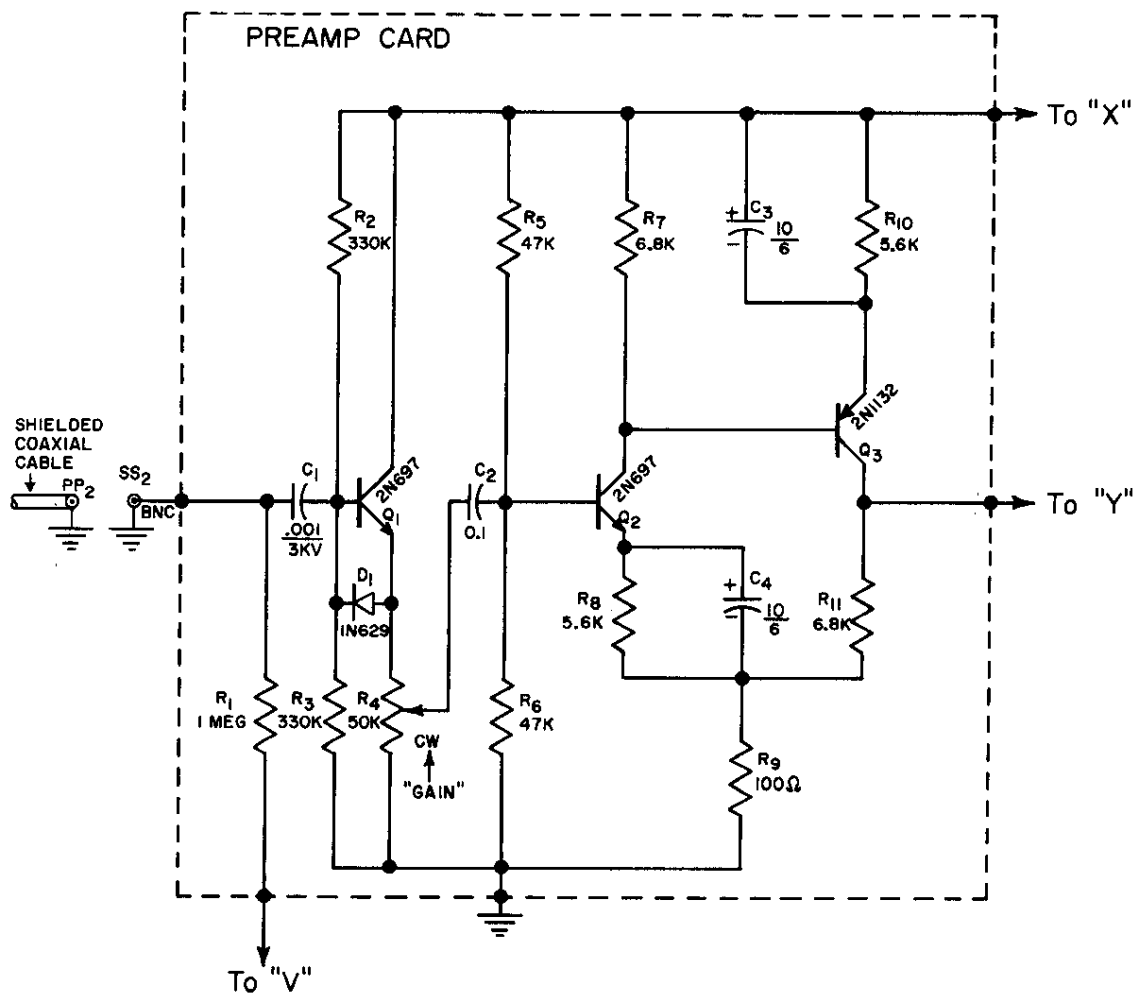 PREAMP CARD
To "X"
R2
330K
R5
47K
R7
6.8K
+
C3
10
6
-
R10
5.6K
2N1132
Q3
SHIELDED
COAXIAL
CABLE
PP2
SS2
BNC
C1
.001
3KV
2N697
Q1
C2
0.1
2N697
Q2
To "Y"
D1
1N629
R8
5.6K
+
C4
10
6
-
R11
6.8K
R1
1 MEG
R3
330K
R4
50K
CW
"GAIN"
R6
47K
R9
100Ω
To "V"